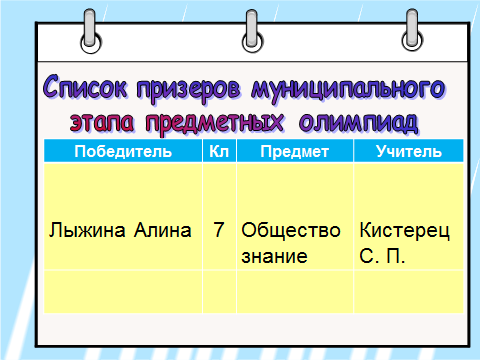 Список призеров муниципального
этапа предметных олимпиад
Победитель Кл Предмет Учитель
Лыжина Алина 7 Общество Кистерец
знание С. П.